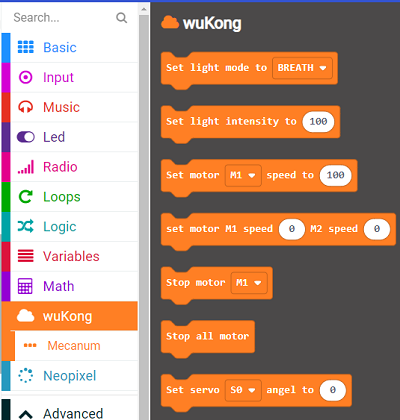 Search...
Basic
Input
Music
Led
Radio
Loops
Logic
Variables
Math
wuKong
Mecanum
Neopixel
Advanced
wuKong
Set light mode to BREATH
Set light intensity to 100
Set motor M1 speed to 100
set motor M1 speed 0 M2 speed 0
Stop motor M1
Stop all motor
Set servo S0 angel to 0